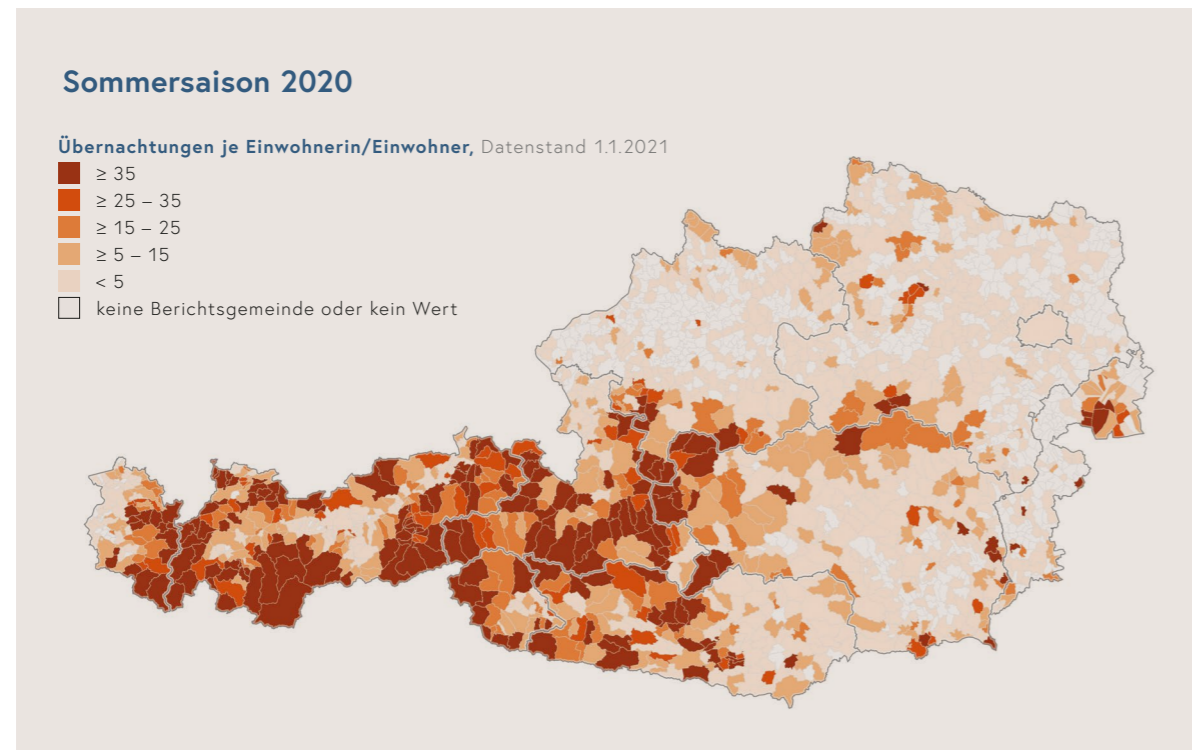 Sommersaison 2020
Übernachtungen je Einwohnerin/Einwohner, Datenstand 1.1.2021
≥ 35
≥ 25 – 35
≥ 15 – 25
≥ 5 – 15
< 5
keine Berichtsgemeinde oder kein Wert